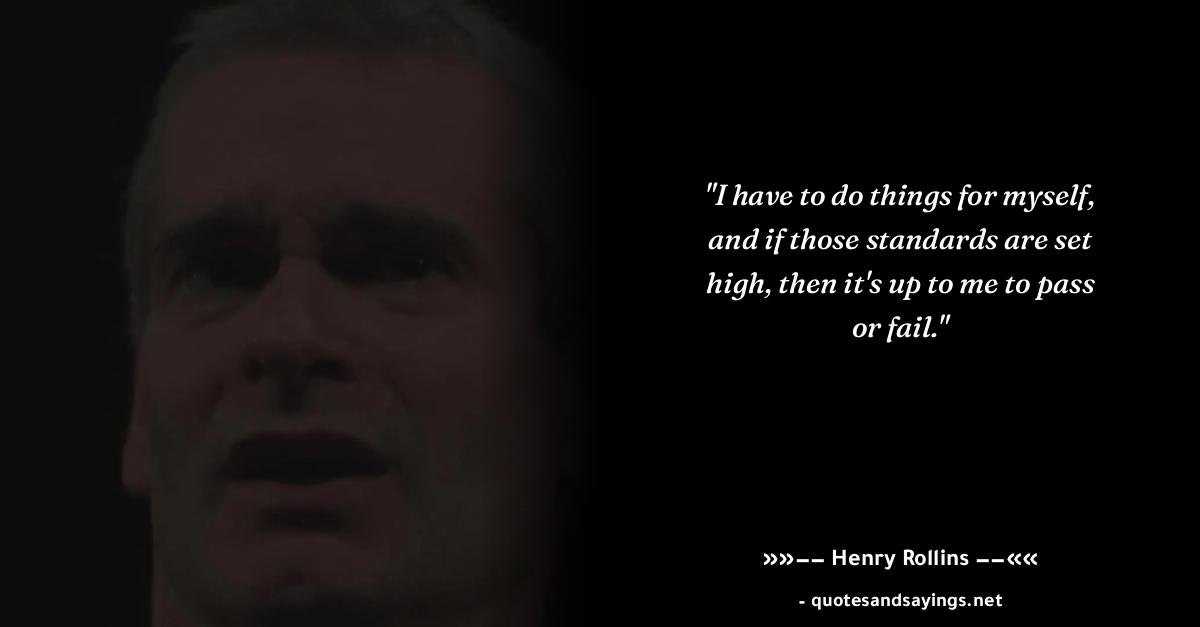 "I have to do things for myself,
and if those standards are set
high, then it's up to me to pass
or fail."
»»–– Henry Rollins ––««
- quotesandsayings.net